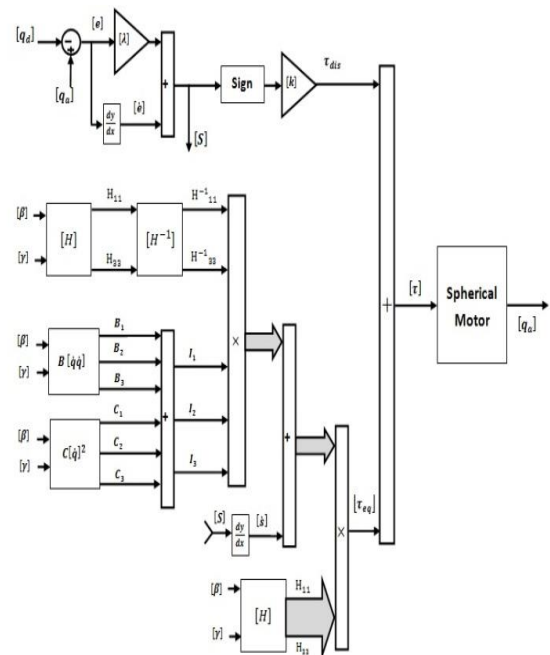 [q_d]
−
[e]
[λ]
+
[q_a]
dy/dx
[ė]
[S]
Sign
[k]
τ_dis
[β]
[γ]
[H]
H_11
H_33
[H^−1]
H^−1_11
H^−1_33
×
[β]
[γ]
B[q̇q̇]
B_1
B_2
B_3
[β]
[γ]
C[q̇]^2
C_1
C_2
C_3
+
I_1
I_2
I_3
+
[S]
dy/dx
[ṡ]
×
[τ_eq]
[β]
[γ]
[H]
H_11
H_33
+
[τ]
Spherical
Motor
[q_a]